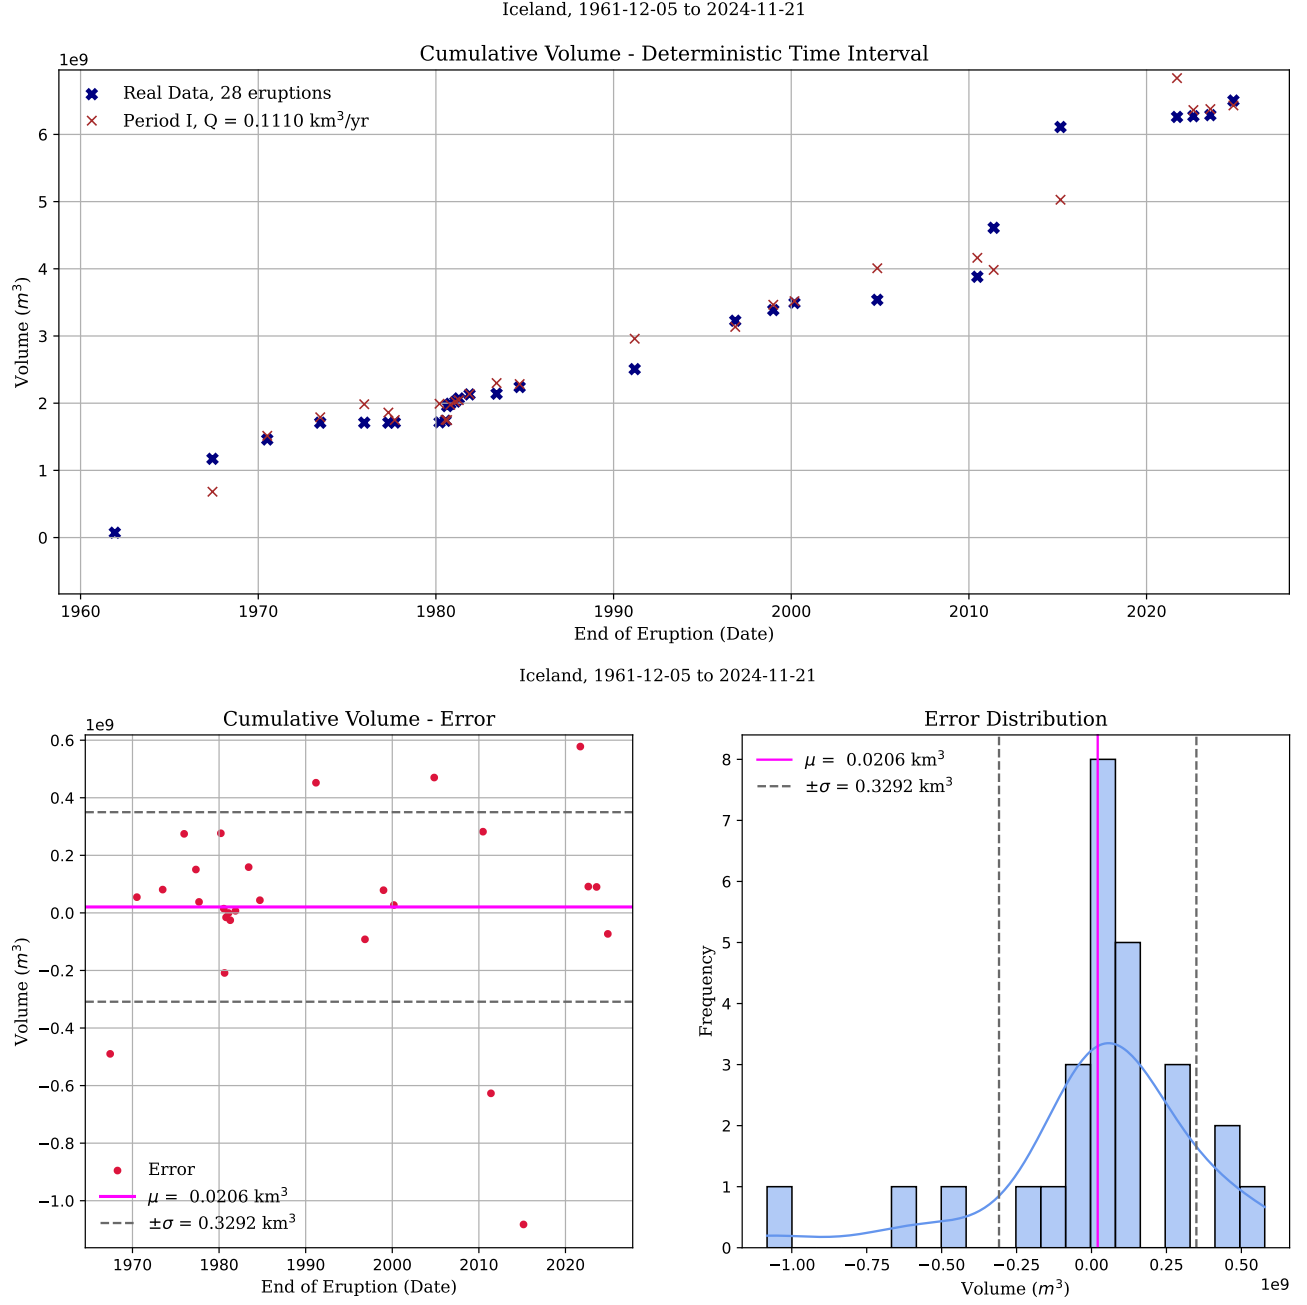 Iceland, 1961-12-05 to 2024-11-21
Cumulative Volume - Deterministic Time Interval
1e9
Real Data, 28 eruptions
Period I, Q = 0.1110 km³/yr
Volume (m³)
6
5
4
3
2
1
0
1960 1970 1980 1990 2000 2010 2020
End of Eruption (Date)
Iceland, 1961-12-05 to 2024-11-21
Cumulative Volume - Error
1e9
Volume (m³)
0.6
0.4
0.2
0.0
−0.2
−0.4
−0.6
−0.8
−1.0
Error
μ = 0.0206 km³
±σ = 0.3292 km³
1970 1980 1990 2000 2010 2020
End of Eruption (Date)
Error Distribution
μ = 0.0206 km³
±σ = 0.3292 km³
Frequency
8
7
6
5
4
3
2
1
0
−1.00 −0.75 −0.50 −0.25 0.00 0.25 0.50
1e9
Volume (m³)